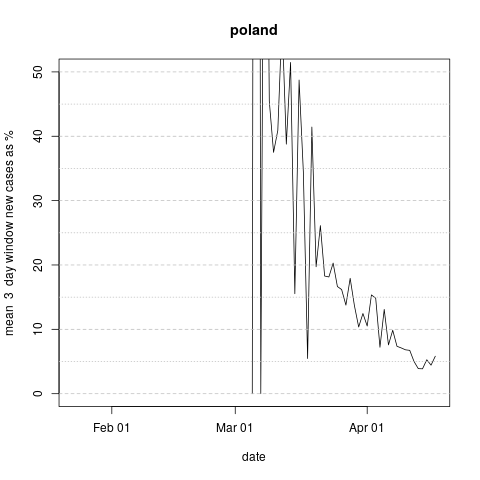 poland
mean  3  day window new cases as %
50
40
30
20
10
0
Feb 01
Mar 01
Apr 01
date